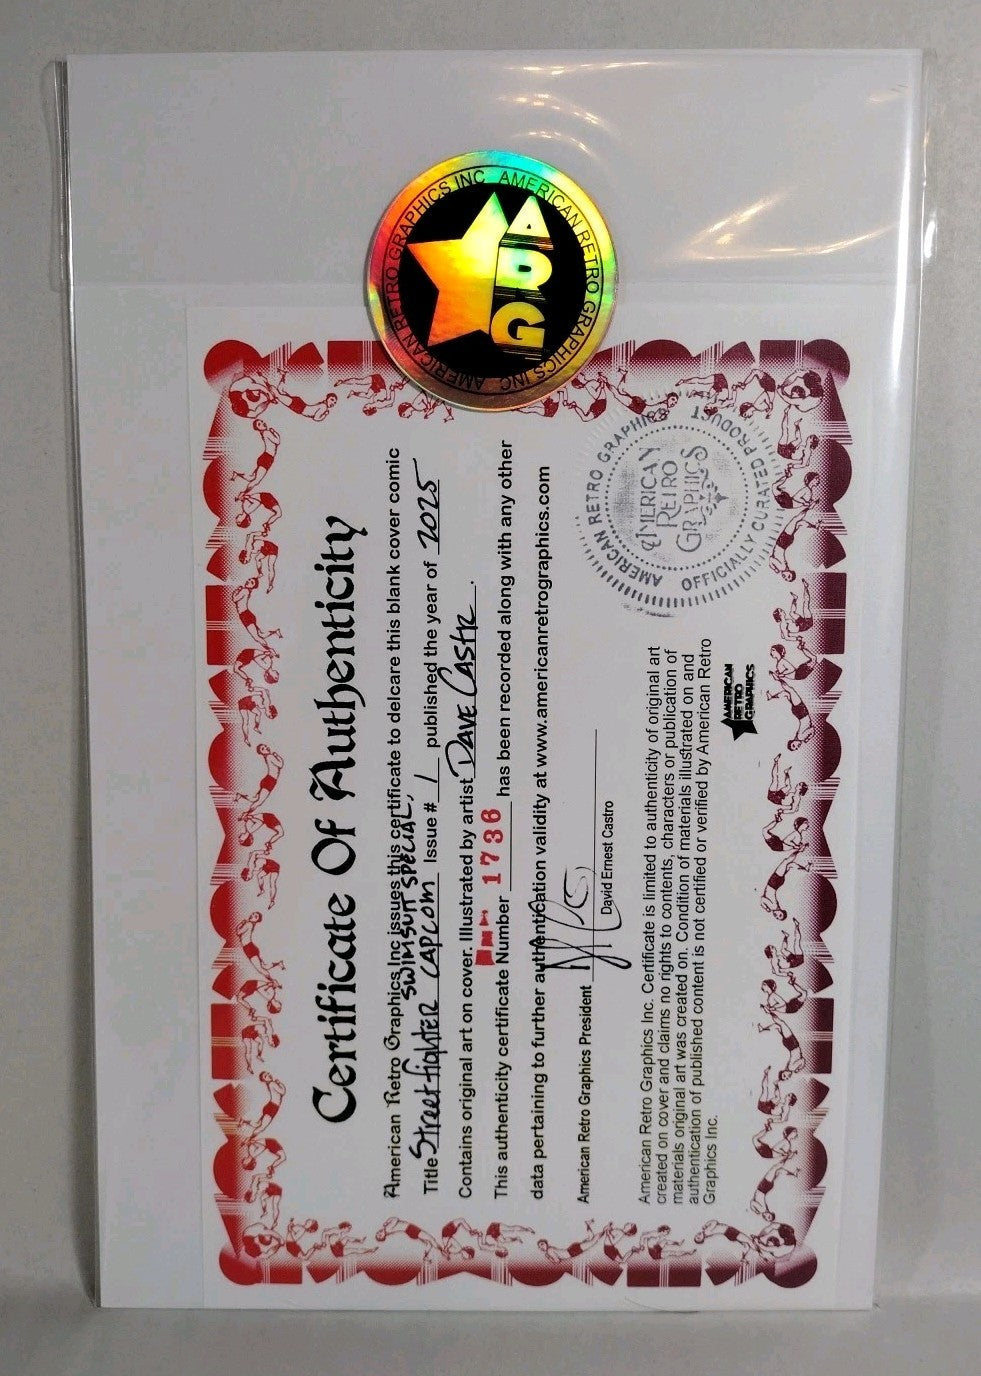 AMERICAN RETRO GRAPHICS INC AMERICAN RETRO GRAPHICS INC
ARG
Certificate Of Authenticity
American Retro Graphics Inc issues this certificate to delcare this blank cover comic
SWIMSUIT SPECIAL,
Title Street fighter CAPCOM Issue # 1 published the year of 2025
Contains original art on cover. Illustrated by artist DAVE CASTR.
This authenticity certificate Number 1736 has been recorded along with any other
data pertaining to further authentication validity at www.americanretrographics.com
American Retro Graphics President
David Ernest Castro
AMERICAN RETRO GRAPHICS
OFFICIALLY CURATED PRODUCT
AMERICAN
RETRO
GRAPHICS
American Retro Graphics Inc. Certificate is limited to authenticity of original art
created on cover and claims no rights to contents, characters or publication of
materials original art was created on. Condition of materials illustrated on and
authentication of published content is not certified or verified by American Retro
Graphics Inc.
AMERICAN
RETRO
GRAPHICS